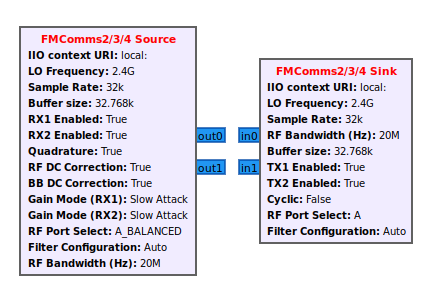 FMComms2/3/4 Source
IIO context URI: local:
LO Frequency: 2.4G
Sample Rate: 32k
Buffer size: 32.768k
RX1 Enabled: True
RX2 Enabled: True
Quadrature: True
RF DC Correction: True
BB DC Correction: True
Gain Mode (RX1): Slow Attack
Gain Mode (RX2): Slow Attack
RF Port Select: A_BALANCED
Filter Configuration: Auto
RF Bandwidth (Hz): 20M
out0
out1
in0
in1
FMComms2/3/4 Sink
IIO context URI: local:
LO Frequency: 2.4G
Sample Rate: 32k
RF Bandwidth (Hz): 20M
Buffer size: 32.768k
TX1 Enabled: True
TX2 Enabled: True
Cyclic: False
RF Port Select: A
Filter Configuration: Auto